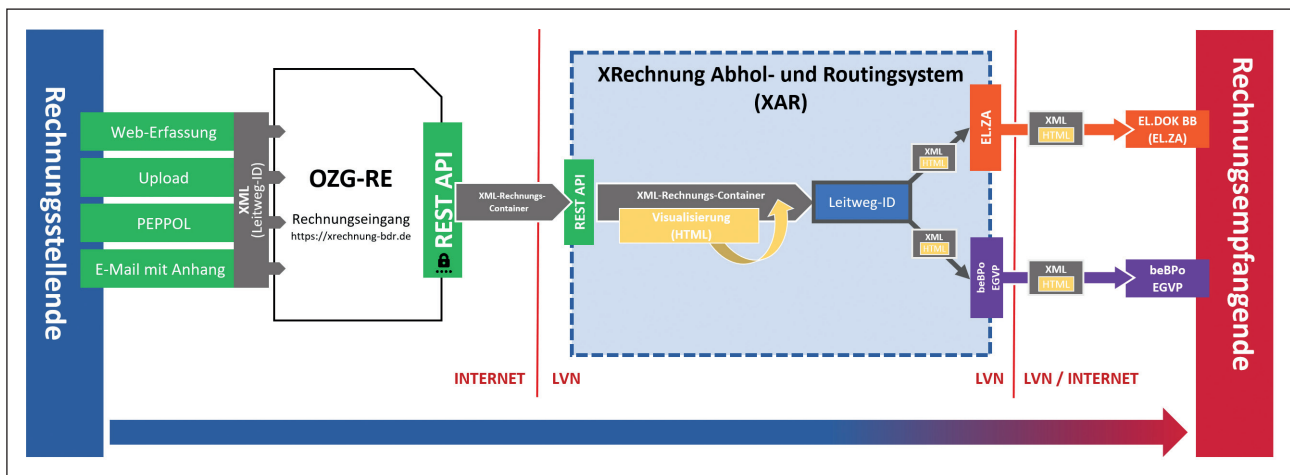 Rechnungsstellende
Web-Erfassung
Upload
PEPPOL
E-Mail mit Anhang
XML
(Leitweg-ID)
OZG-RE
Rechnungseingang
https://xrechnung-bdr.de
REST API
XML-Rechnungs-
Container
INTERNET
LVN
XRechnung Abhol- und Routingsystem
(XAR)
REST API
XML-Rechnungs-Container
Visualisierung
(HTML)
Leitweg-ID
XML
HTML
XML
HTML
EL.ZA
beBPo
EGVP
LVN
LVN / INTERNET
XML
HTML
XML
HTML
EL.DOK BB
(EL.ZA)
beBPo
EGVP
Rechnungsempfangende